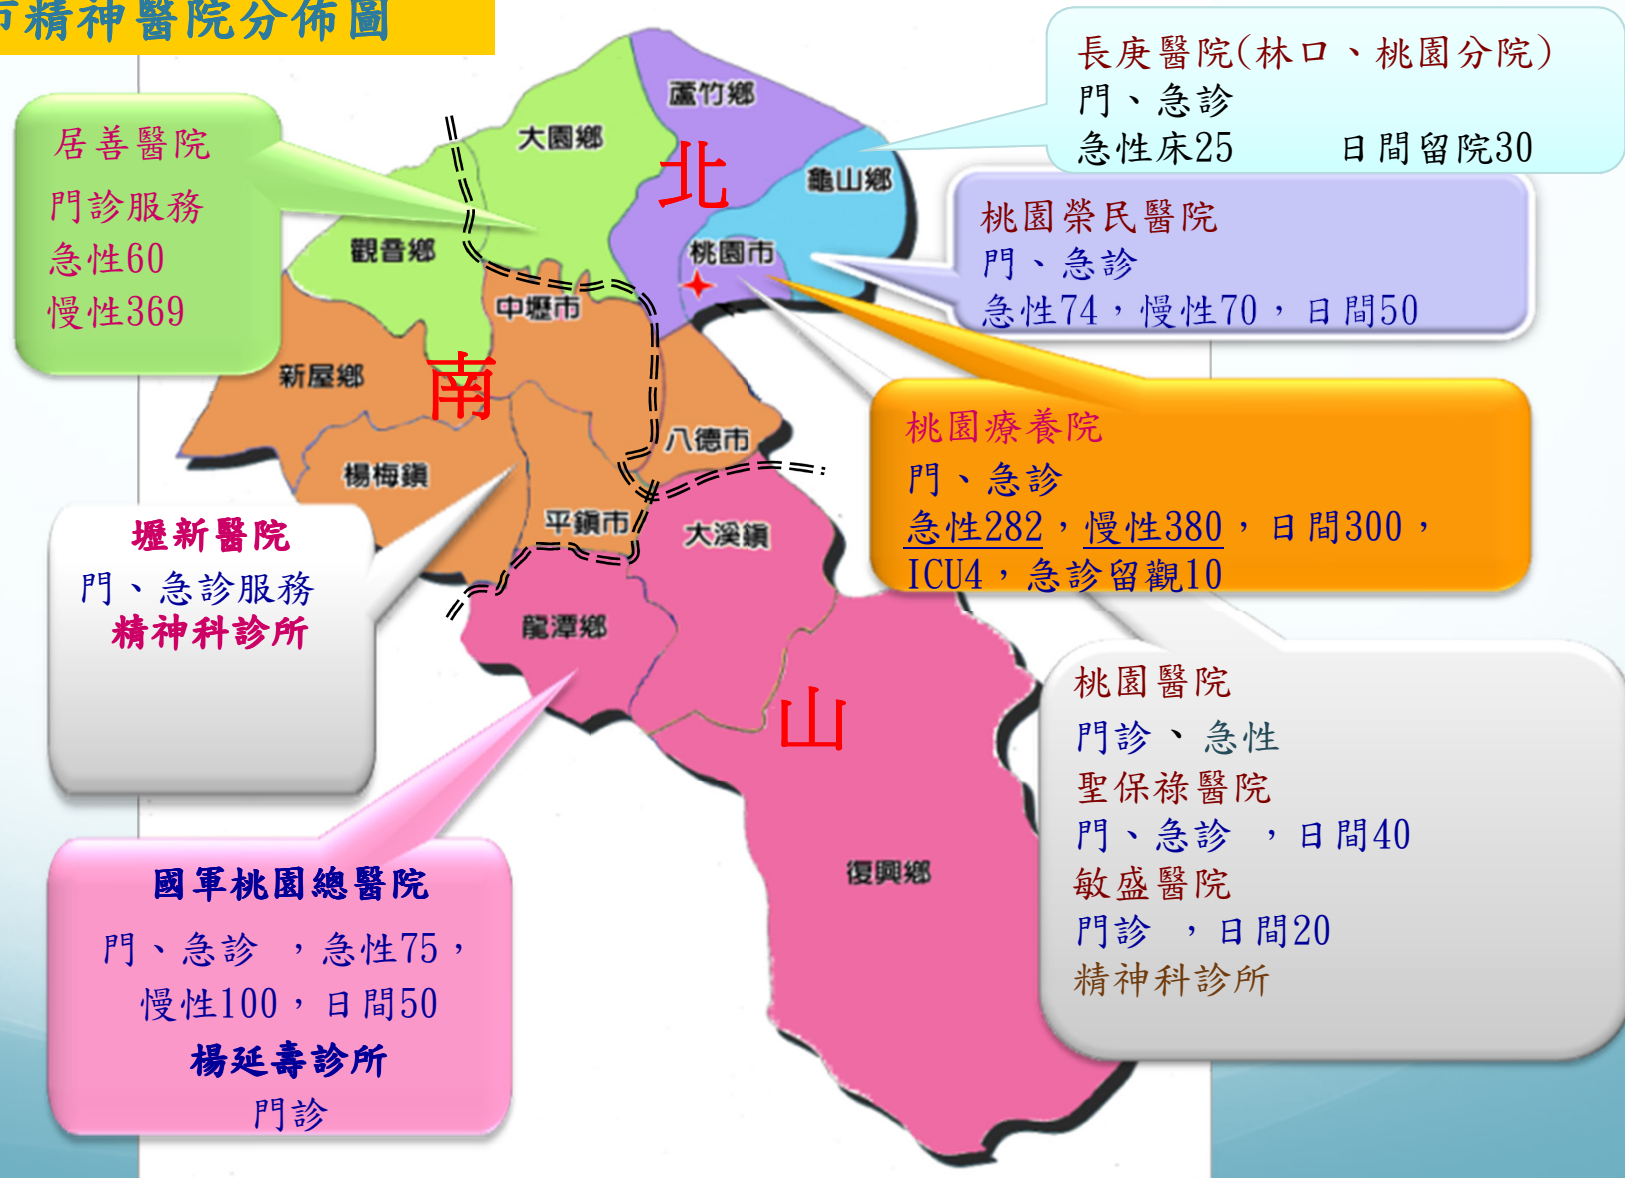 市精神醫院分佈圖
長庚醫院(林口、桃園分院)
門、急診
急性床25 日間留院30
居善醫院
門診服務
急性60
慢性369
桃園榮民醫院
門、急診
急性74，慢性70，日間50
桃園療養院
門、急診
急性282，慢性380，日間300，
ICU4，急診留觀10
壢新醫院
門、急診服務
精神科診所
桃園醫院
門診、急性
聖保祿醫院
門、急診 ，日間40
敏盛醫院
門診 ，日間20
精神科診所
國軍桃園總醫院
門、急診 ，急性75，
慢性100，日間50
楊延壽診所
門診
蘆竹鄉
大園鄉
北
龜山鄉
觀音鄉
桃園市
中壢市
新屋鄉
南
八德市
楊梅鎮
平鎮市
大溪鎮
龍潭鄉
山
復興鄉